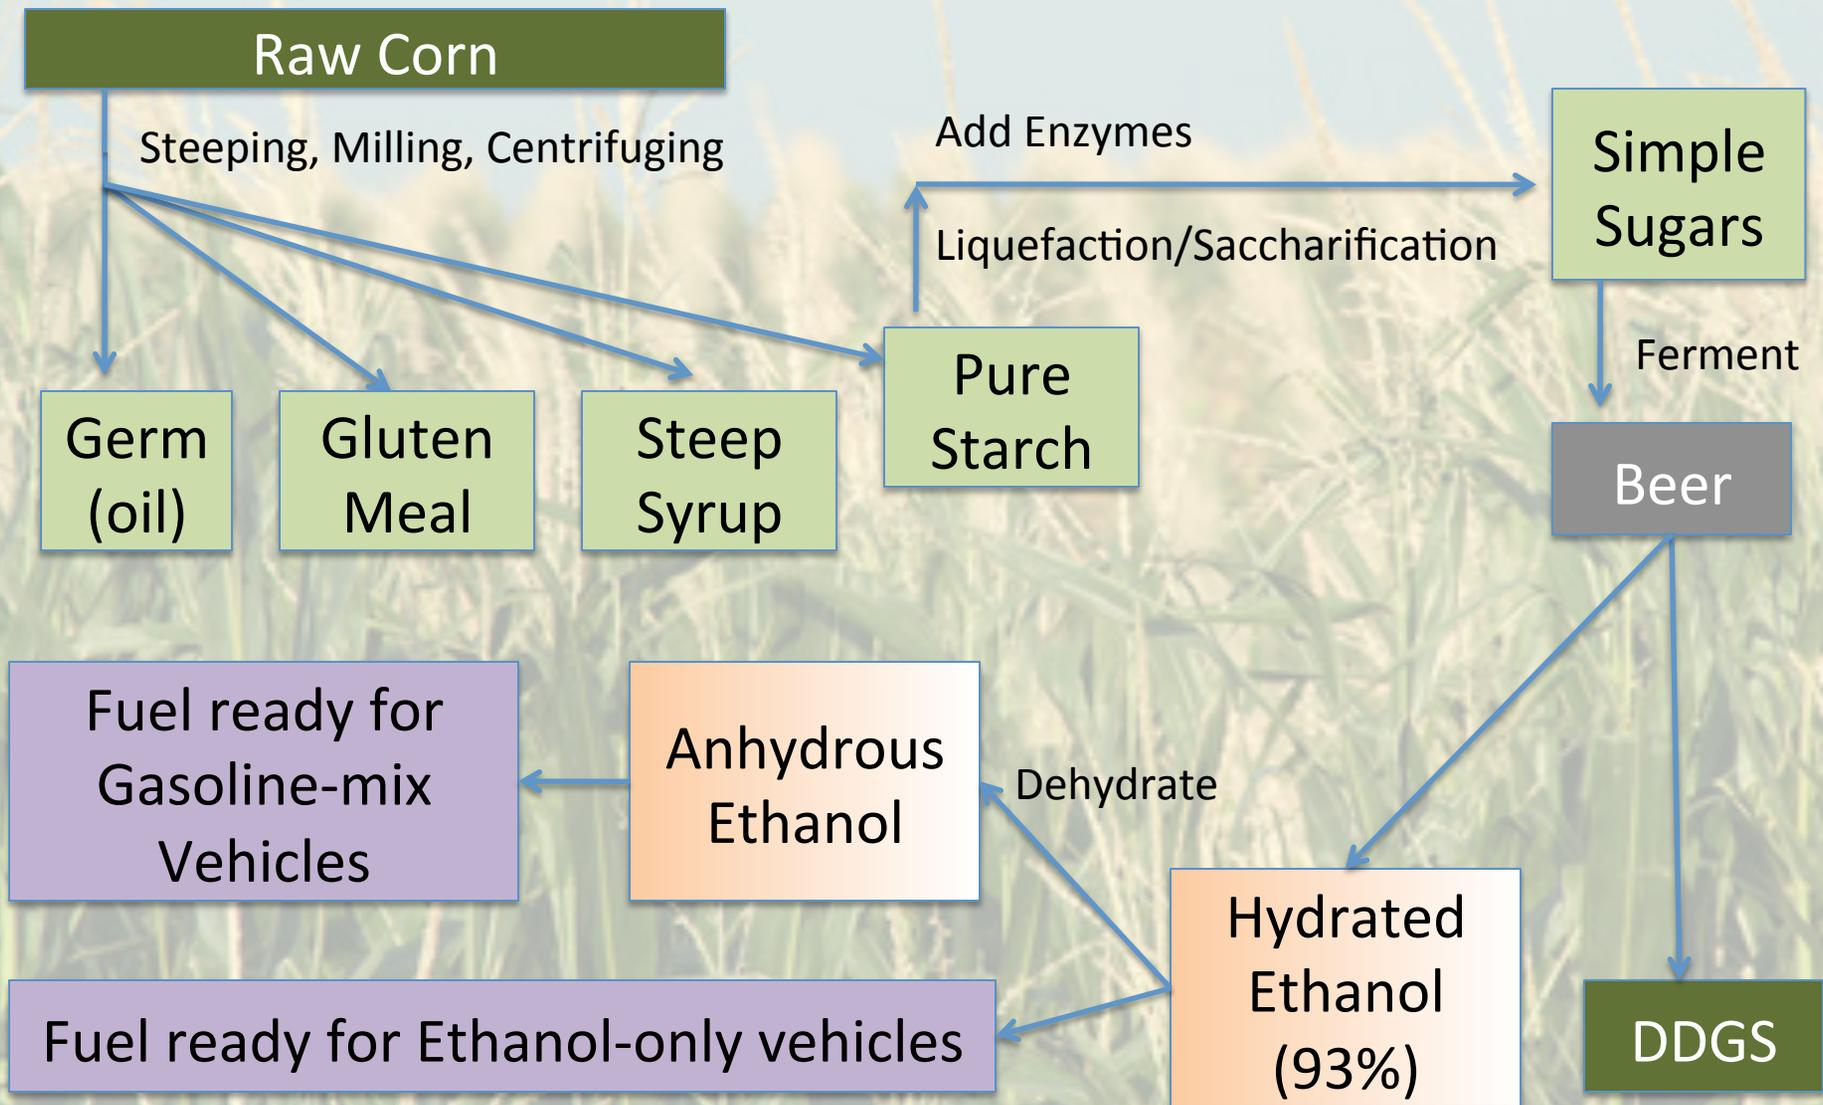 Raw Corn
Steeping, Milling, Centrifuging
Add Enzymes
Liquefaction/Saccharification
Simple
Sugars
Ferment
Germ
(oil)
Gluten
Meal
Steep
Syrup
Pure
Starch
Beer
Fuel ready for
Gasoline-mix
Vehicles
Anhydrous
Ethanol
Dehydrate
Hydrated
Ethanol
(93%)
Fuel ready for Ethanol-only vehicles
DDGS